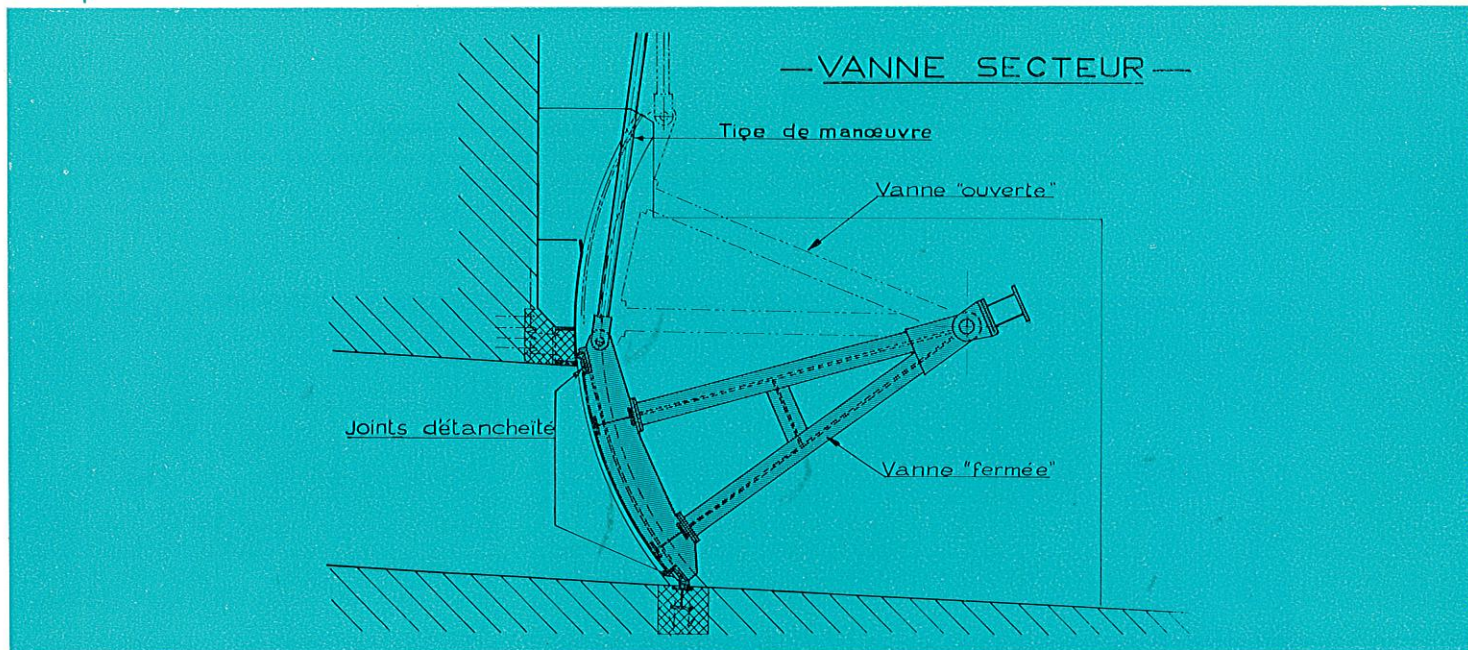 — VANNE SECTEUR —
Tige de manœuvre
Vanne "ouverte"
Joints d'étancheité
Vanne "fermée"